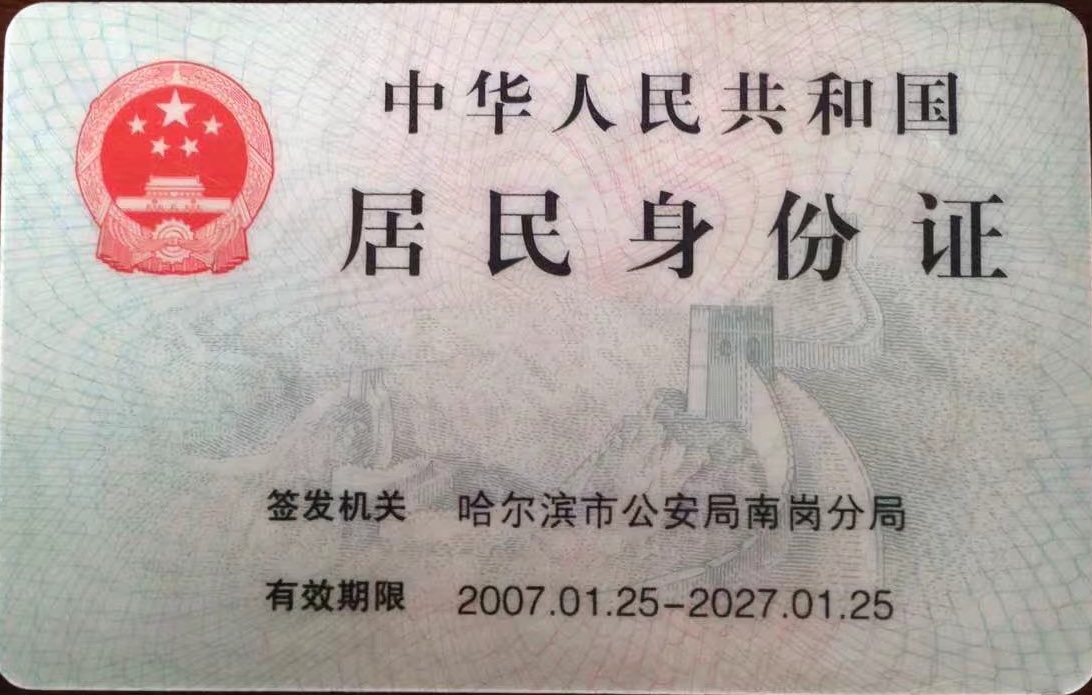 中华人民共和国
居民身份证
签发机关 哈尔滨市公安局南岗分局
有效期限 2007.01.25-2027.01.25